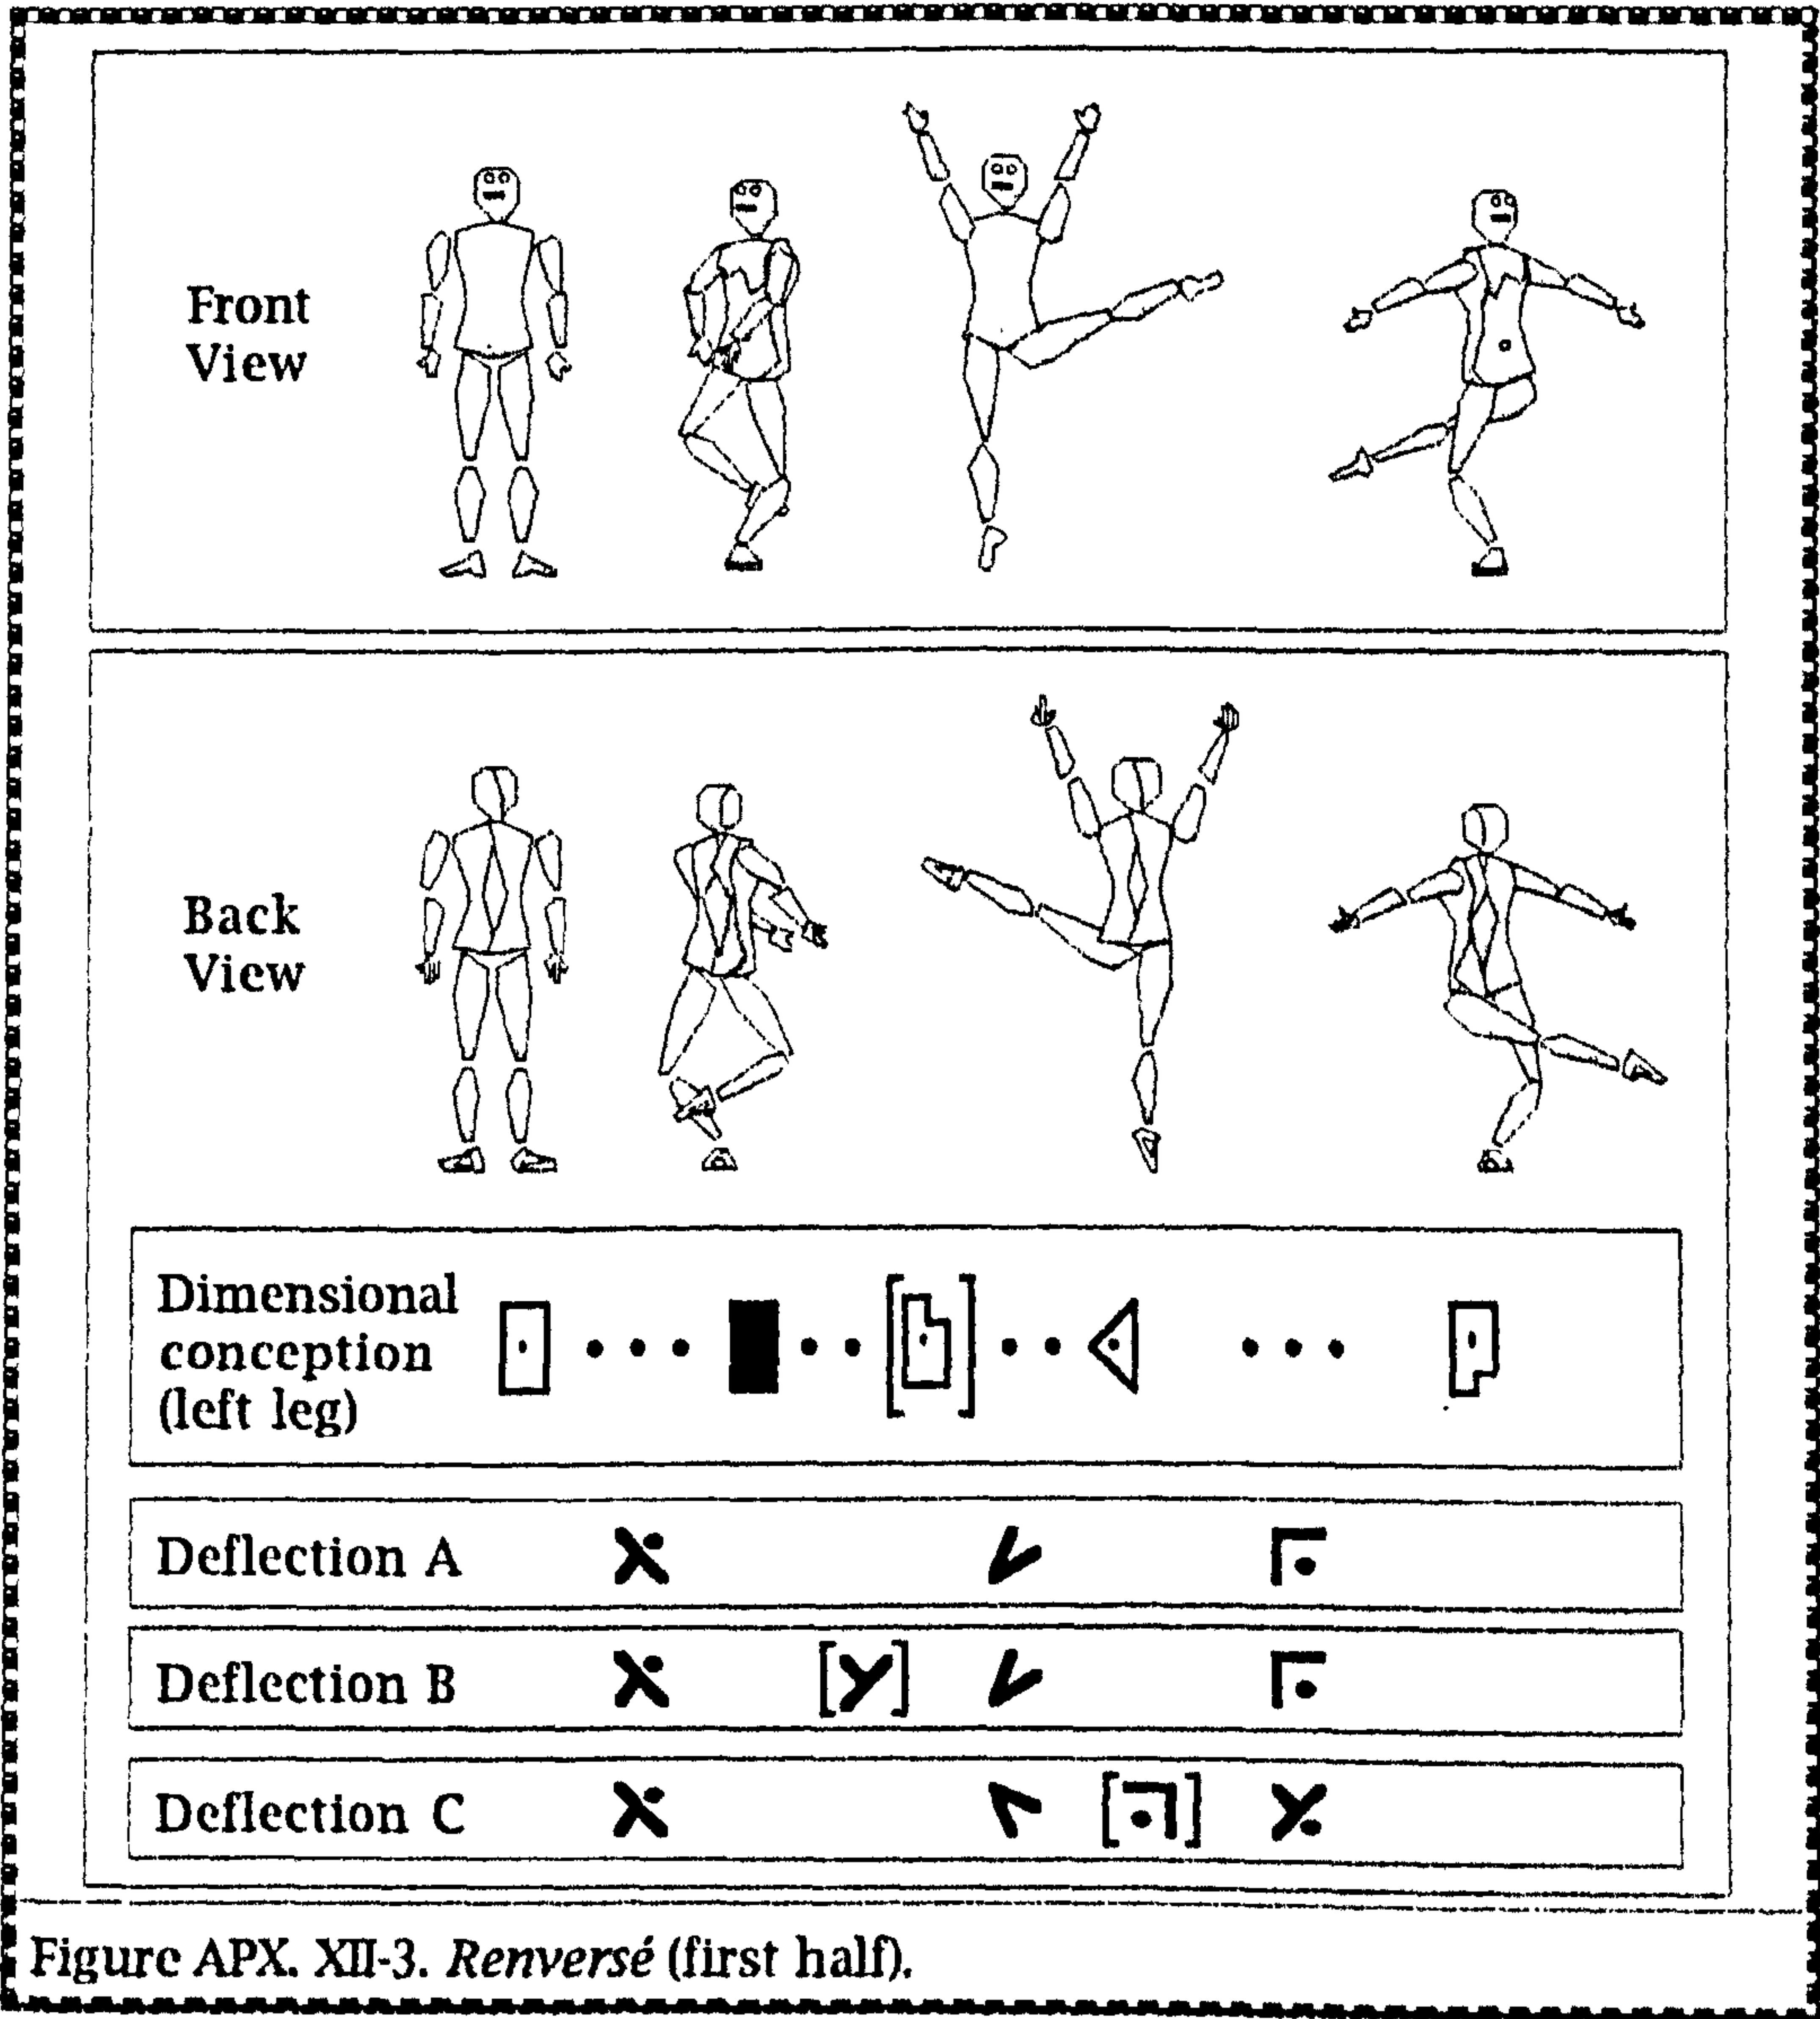 Front
View
Back
View
Dimensional
conception
(left leg)
Deflection A
Deflection B
Deflection C
Figure APX. XII-3. Renversé (first half).